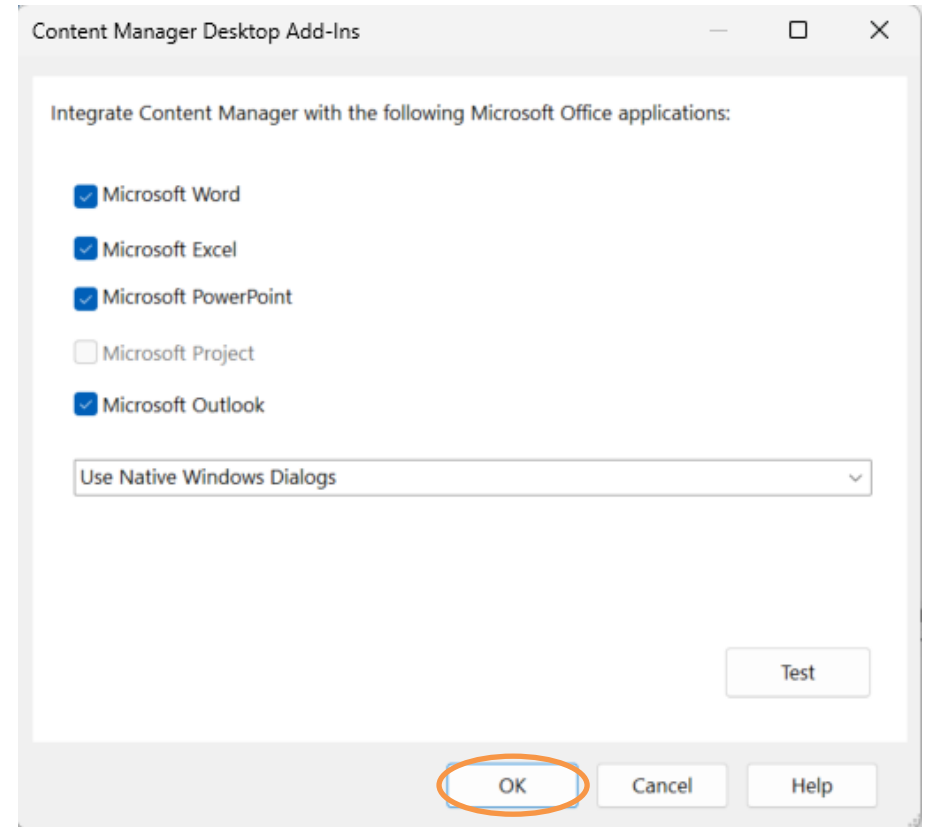 Content Manager Desktop Add-Ins
Integrate Content Manager with the following Microsoft Office applications:
Microsoft Word
Microsoft Excel
Microsoft PowerPoint
Microsoft Project
Microsoft Outlook
Use Native Windows Dialogs
Test
OK Cancel Help